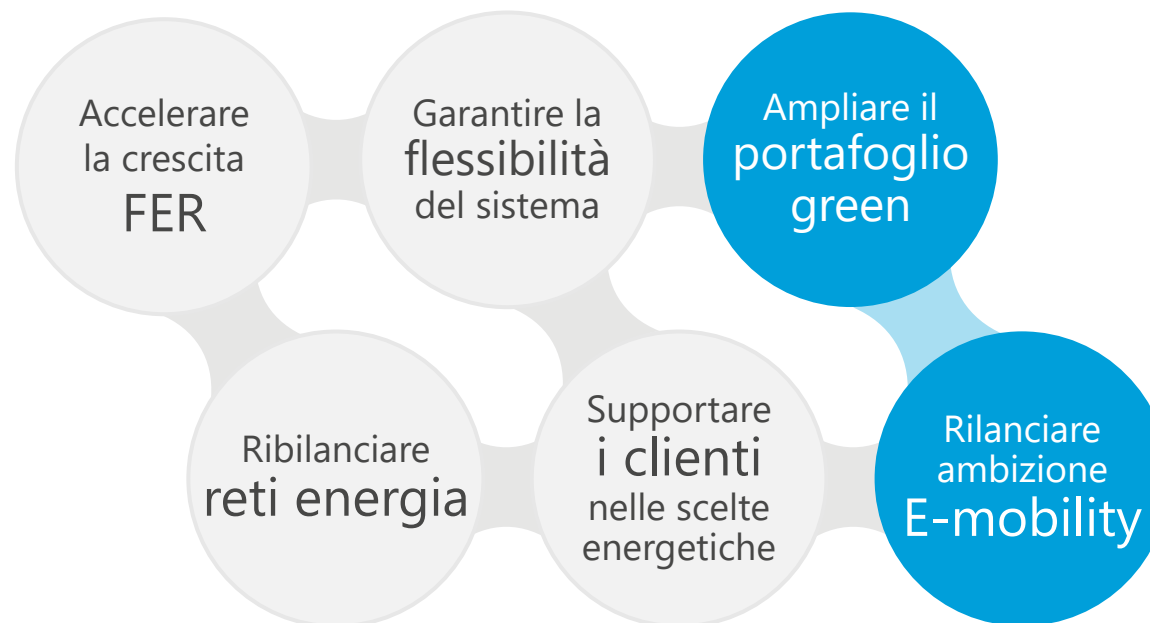 Accelerare
la crescita
FER
Garantire la
flessibilità
del sistema
Ampliare il
portafoglio
green
Ribilanciare
reti energia
Supportare
i clienti
nelle scelte
energetiche
Rilanciare
ambizione
E-mobility